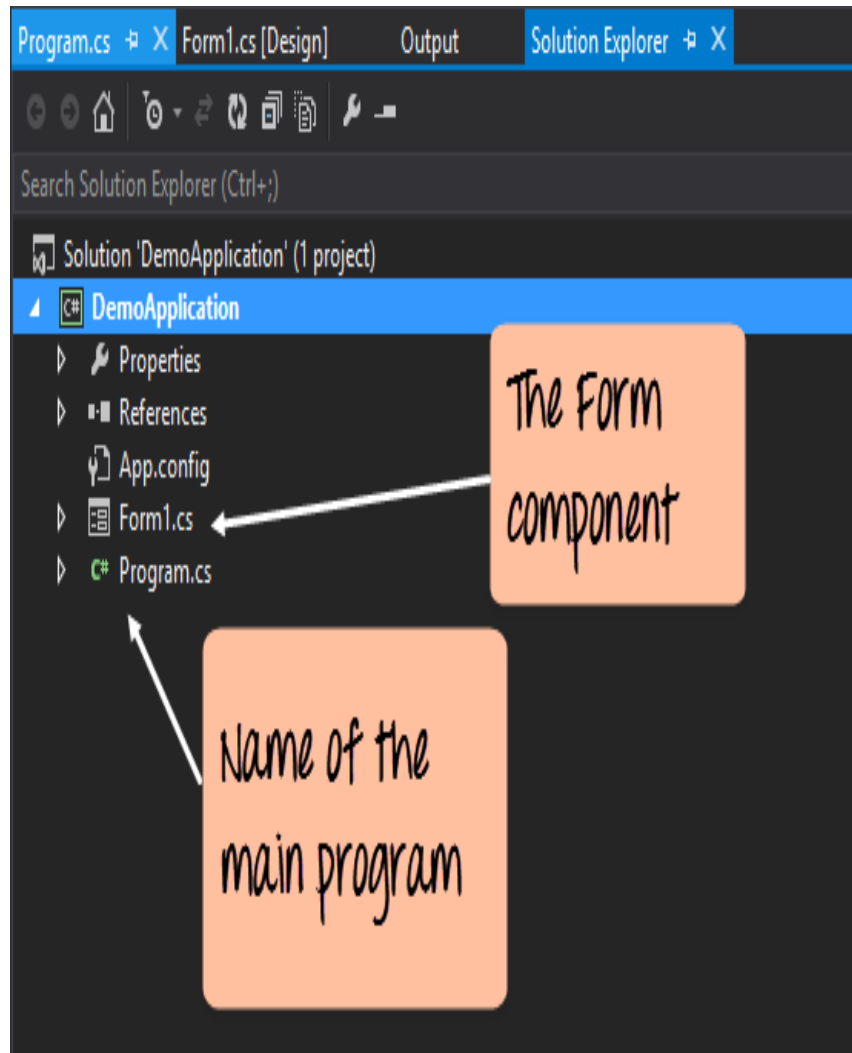 Program.cs Form1.cs [Design] Output Solution Explorer
Search Solution Explorer (Ctrl+;)
Solution 'DemoApplication' (1 project)
C# DemoApplication
Properties
References
App.config
Form1.cs
C# Program.cs
The Form
component
Name of the
main program